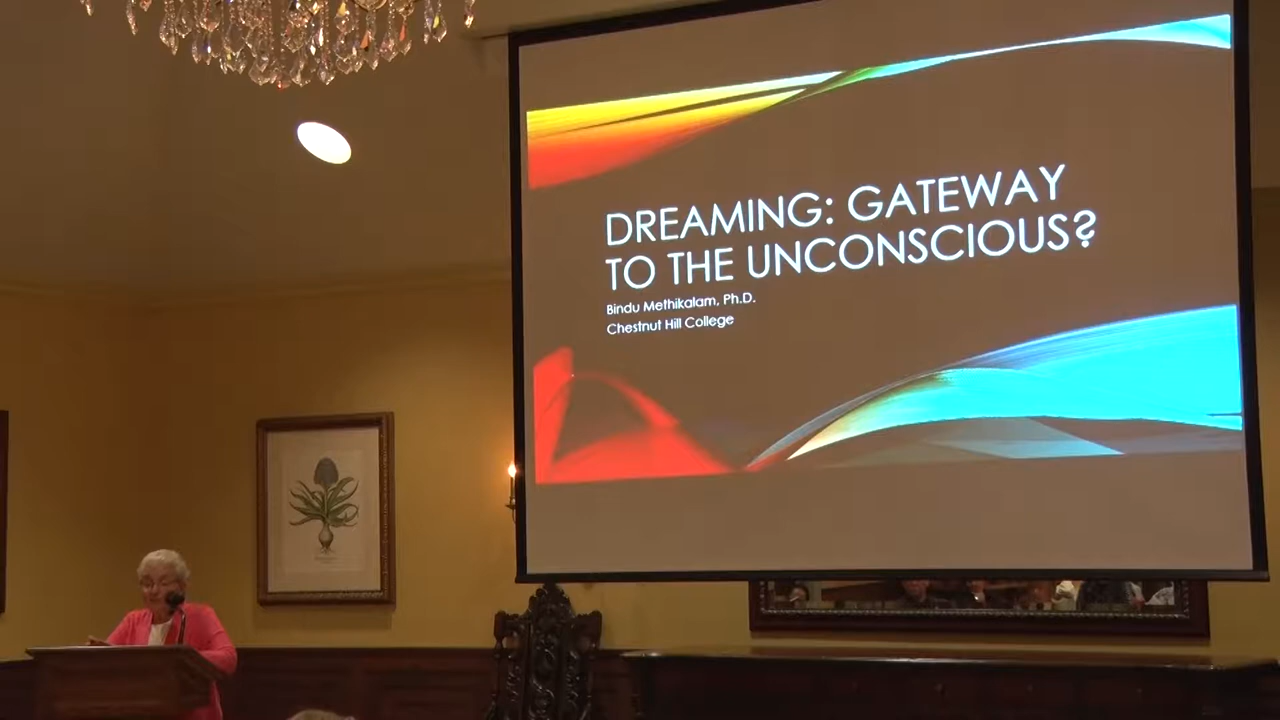 DREAMING: GATEWAY
TO THE UNCONSCIOUS?
Bindu Methikalam, Ph.D.
Chestnut Hill College